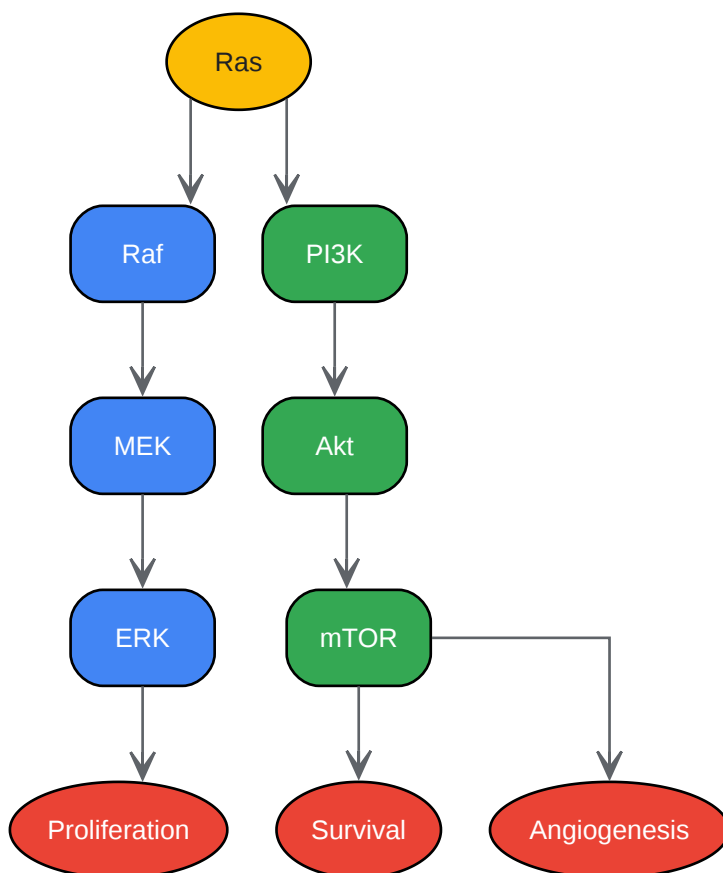 Ras
Raf
PI3K
MEK
Akt
ERK
mTOR
Proliferation
Survival
Angiogenesis